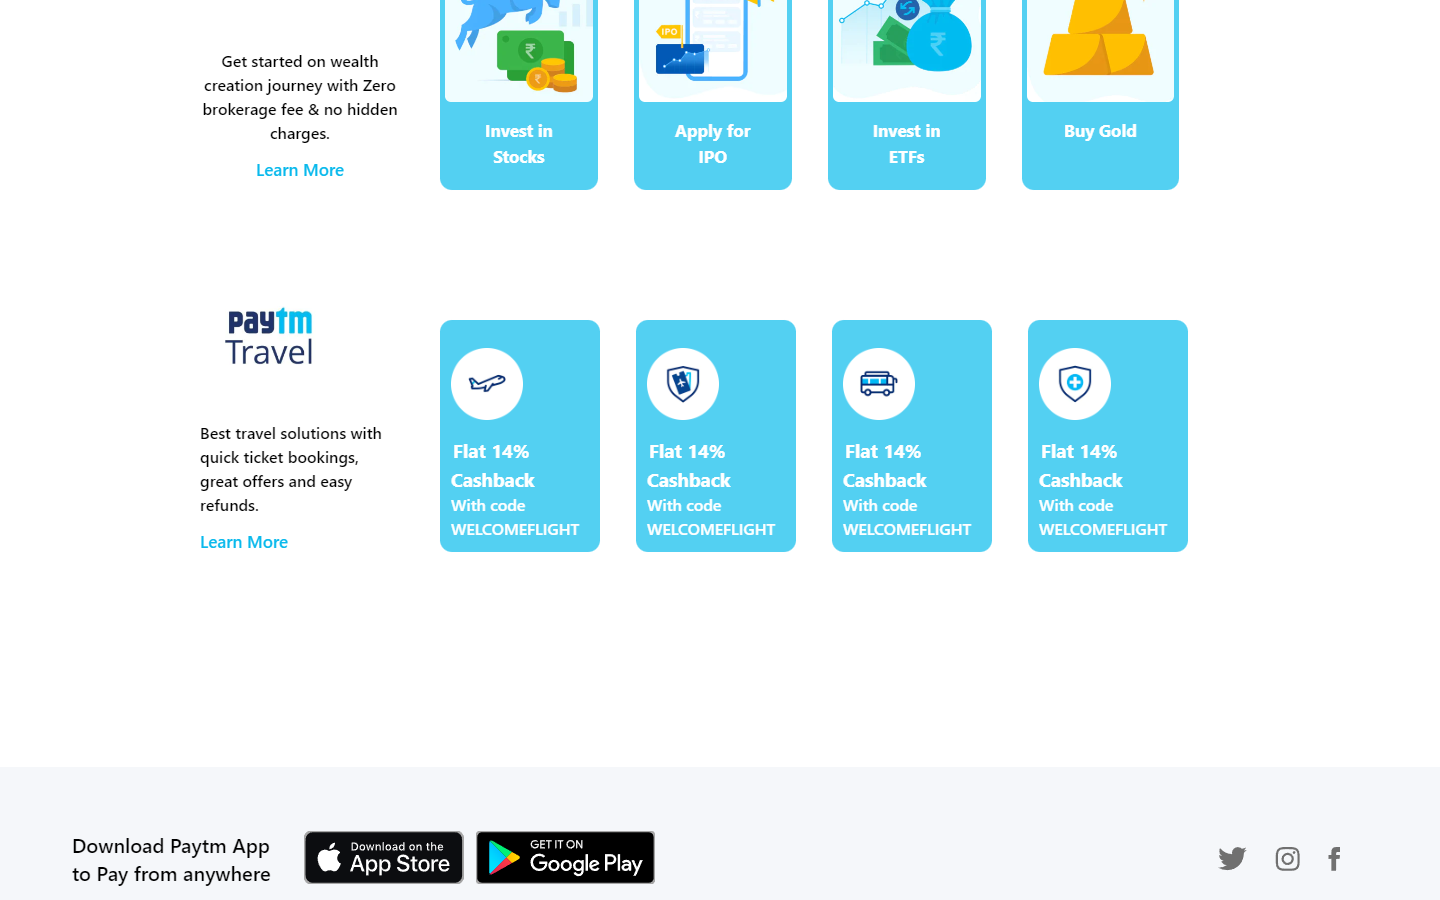 Get started on wealth
creation journey with Zero
brokerage fee & no hidden
charges.
Learn More
IPO
Invest in
Stocks
Apply for
IPO
Invest in
ETFs
Buy Gold
paytm
Travel
Best travel solutions with
quick ticket bookings,
great offers and easy
refunds.
Learn More
Flat 14%
Cashback
With code
WELCOMEFLIGHT
Flat 14%
Cashback
With code
WELCOMEFLIGHT
Flat 14%
Cashback
With code
WELCOMEFLIGHT
Flat 14%
Cashback
With code
WELCOMEFLIGHT
Download Paytm App
to Pay from anywhere
Download on the
App Store
GET IT ON
Google Play